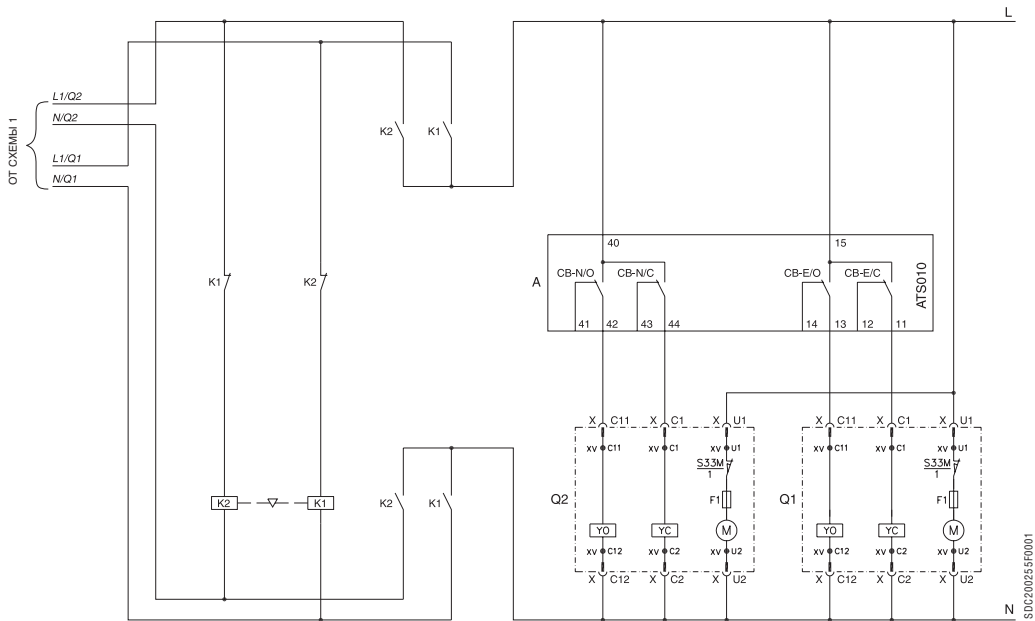 L
L1/Q2
N/Q2
L1/Q1
N/Q1
ОТ СХЕМЫ 1
K2 K1
40 15
K1 K2
A
CB-N/O CB-N/C CB-E/O CB-E/C
ATS010
41 42 43 44 14 13 12 11
X C11 X C1 X U1 X C11 X C1 X U1
XV C11 XV C1 XV U1 XV C11 XV C1 XV U1
S33M
1
S33M
1
Q2 F1 Q1 F1
K2 K1 K2 K1
YO YC M YO YC M
XV C12 XV C2 XV U2 XV C12 XV C2 XV U2
X C12 X C2 X U2 X C12 X C2 X U2
N
SDC200255F0001